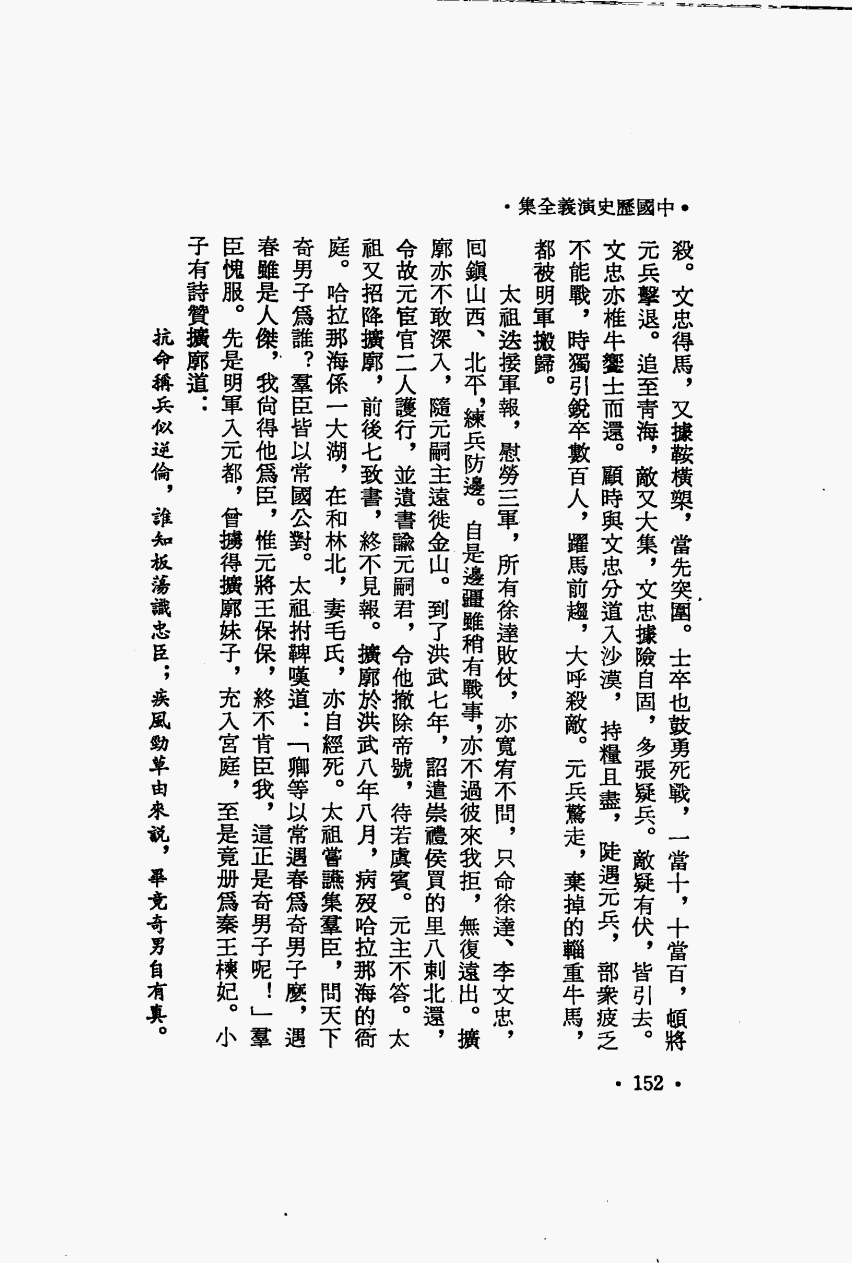 •中國歷史演義全集•
殺。文忠得馬，又據鞍橫槊，當先突圍。士卒也鼓勇死戰，一當十，十當百，頓將
元兵擊退。追至青海，敵又大集，文忠據險自固，多張疑兵。敵疑有伏，皆引去。
文忠亦椎牛饗士而還。顧時與文忠分道入沙漠，持糧且盡，陡遇元兵，部衆疲乏
不能戰，時獨引銳卒數百人，躍馬前趨，大呼殺敵。元兵驚走，棄掉的輜重牛馬，
都被明軍搬歸。
太祖迭接軍報，慰勞三軍，所有徐達敗仗，亦寬宥不問，只命徐達、李文忠，
回鎭山西、北平，練兵防邊。自是邊疆雖稍有戰事，亦不過彼來我拒，無復遠出。擴
廓亦不敢深入，隨元嗣主遠徙金山。到了洪武七年，詔遣崇禮侯買的里八剌北還，
令故元宦官二人護行，並遺書諭元嗣君，令他撤除帝號，待若虞賓。元主不答。太
祖又招降擴廓，前後七致書，終不見報。擴廓於洪武八年八月，病歿哈拉那海的衙
庭。哈拉那海係一大湖，在和林北，妻毛氏，亦自經死。太祖嘗讌集羣臣，問天下
奇男子爲誰？羣臣皆以常國公對。太祖拊髀嘆道：「卿等以常遇春爲奇男子麼，遇
春雖是人傑，我尙得他爲臣，惟元將王保保，終不肯臣我，這正是奇男子呢！」羣
臣愧服。先是明軍入元都，曾擄得擴廓妹子，充入宮庭，至是竟册爲秦王樉妃。小
子有詩贊擴廓道：
抗命稱兵似逆倫，誰知板蕩識忠臣；疾風勁草由來說，畢竟奇男自有眞。
•152•